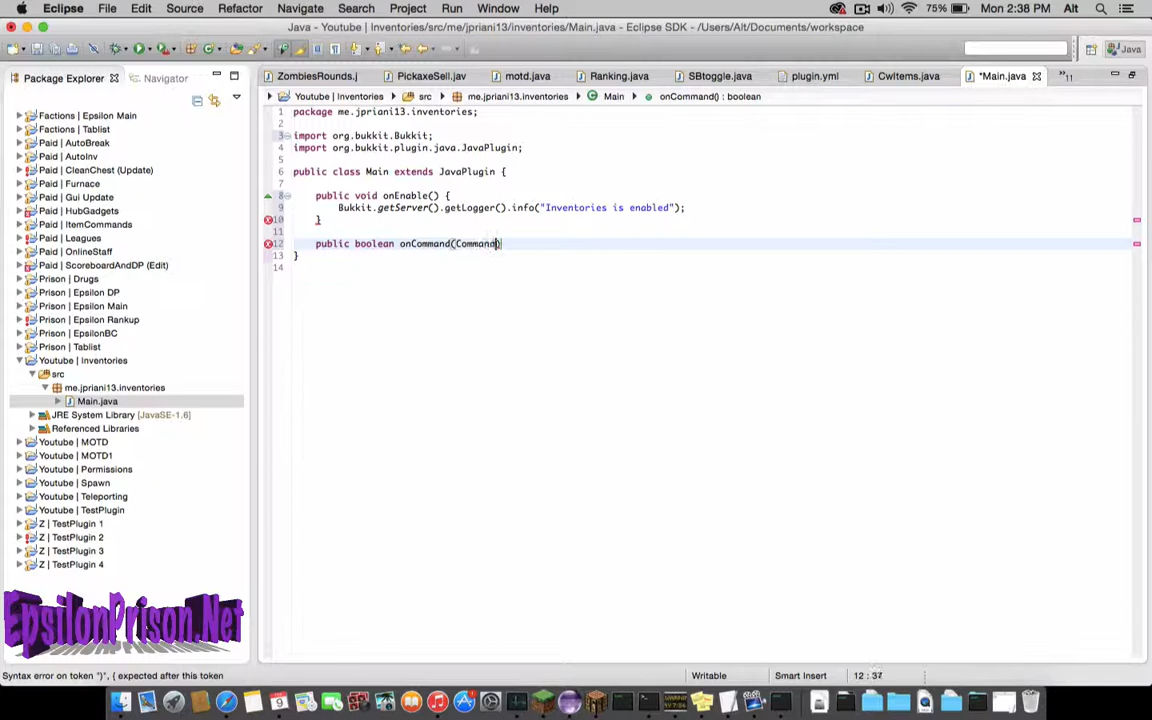 Eclipse File Edit Source Refactor Navigate Search Project Run Window Help 75% Mon 2:38 PM Alt
Java - Youtube | Inventories/src/me/jpriani13/inventories/Main.java - Eclipse SDK - /Users/Alt/Documents/workspace
Java
Package Explorer Navigator ZombiesRounds.j PickaxeSell.jav motd.java Ranking.java SBtoggle.java plugin.yml CwItems.java *Main.java 11
Youtube | Inventories src me.jpriani13.inventories Main onCommand() : boolean
1 package me.jpriani13.inventories;
2
3 import org.bukkit.Bukkit;
4 import org.bukkit.plugin.java.JavaPlugin;
5
6 public class Main extends JavaPlugin {
7
8 public void onEnable() {
9 Bukkit.getServer().getLogger().info("Inventories is enabled");
10 }
11
12 public boolean onCommand(Command)
13 }
14
Factions | Epsilon Main
Factions | Tablist
Paid | AutoBreak
Paid | AutoInv
Paid | CleanChest (Update)
Paid | Furnace
Paid | Gui Update
Paid | HubGadgets
Paid | ItemCommands
Paid | Leagues
Paid | OnlineStaff
Paid | ScoreboardAndDP (Edit)
Prison | Drugs
Prison | Epsilon DP
Prison | Epsilon Main
Prison | Epsilon Rankup
Prison | EpsilonBC
Prison | Tablist
Youtube | Inventories
src
me.jpriani13.inventories
Main.java
JRE System Library [JavaSE-1.6]
Referenced Libraries
Youtube | MOTD
Youtube | MOTD1
Youtube | Permissions
Youtube | Spawn
Youtube | Teleporting
Youtube | TestPlugin
Z | TestPlugin 1
Z | TestPlugin 2
Z | TestPlugin 3
Z | TestPlugin 4
EpsilonPrison.Net
Syntax error on token "}", { expected after this token Writable Smart Insert 12 : 37